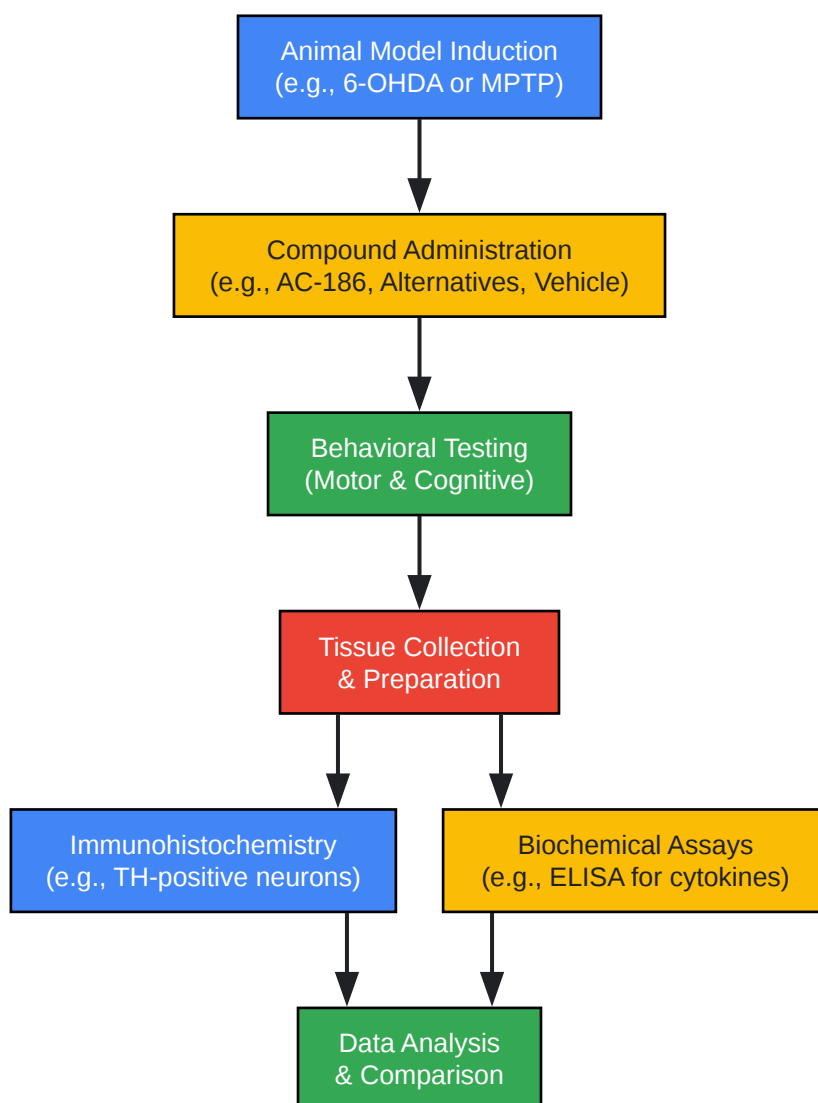 Animal Model Induction
(e.g., 6-OHDA or MPTP)
Compound Administration
(e.g., AC-186, Alternatives, Vehicle)
Behavioral Testing
(Motor & Cognitive)
Tissue Collection
& Preparation
Immunohistochemistry
(e.g., TH-positive neurons)
Biochemical Assays
(e.g., ELISA for cytokines)
Data Analysis
& Comparison